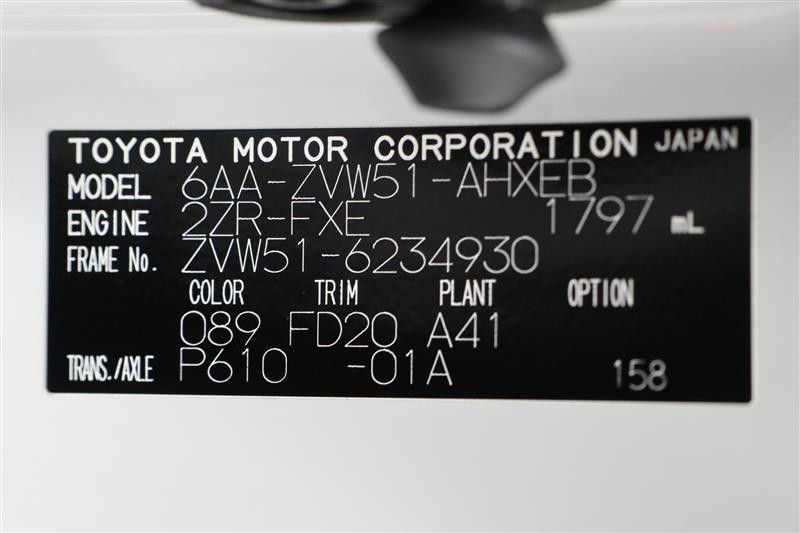 TOYOTA MOTOR CORPORATION JAPAN
MODEL 6AA-ZVW51-AHXEB
ENGINE 2ZR-FXE 1797 mL
FRAME No. ZVW51-6234930
COLOR TRIM PLANT OPTION
089 FD20 A41
TRANS./AXLE P610 -01A 158